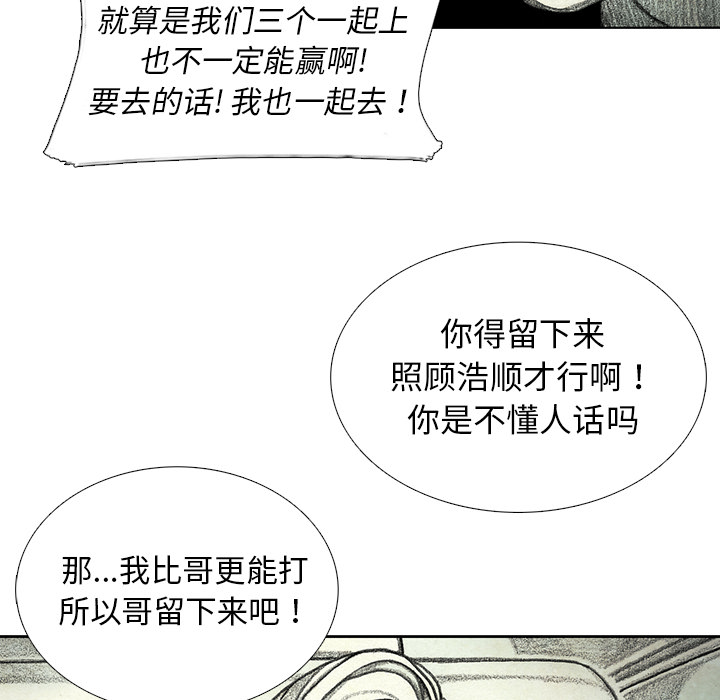 就算是我们三个一起上
也不一定能赢啊!
要去的话! 我也一起去！
你得留下来
照顾浩顺才行啊！
你是不懂人话吗
那...我比哥更能打
所以哥留下来吧！